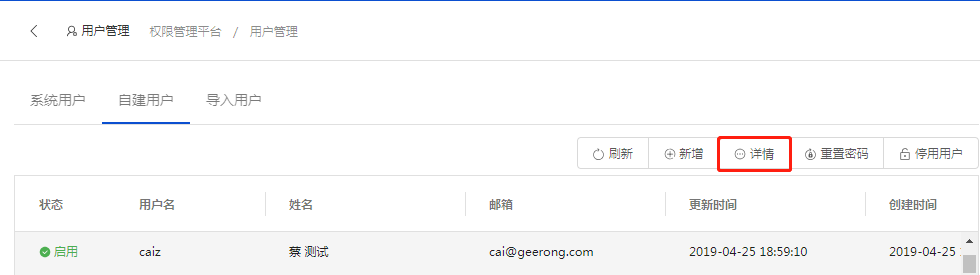 用户管理 权限管理平台 / 用户管理
系统用户 自建用户 导入用户
刷新 新增 详情 重置密码 停用用户
状态 用户名 姓名 邮箱 更新时间 创建时间
启用 caiz 蔡 测试 cai@geerong.com 2019-04-25 18:59:10 2019-04-25